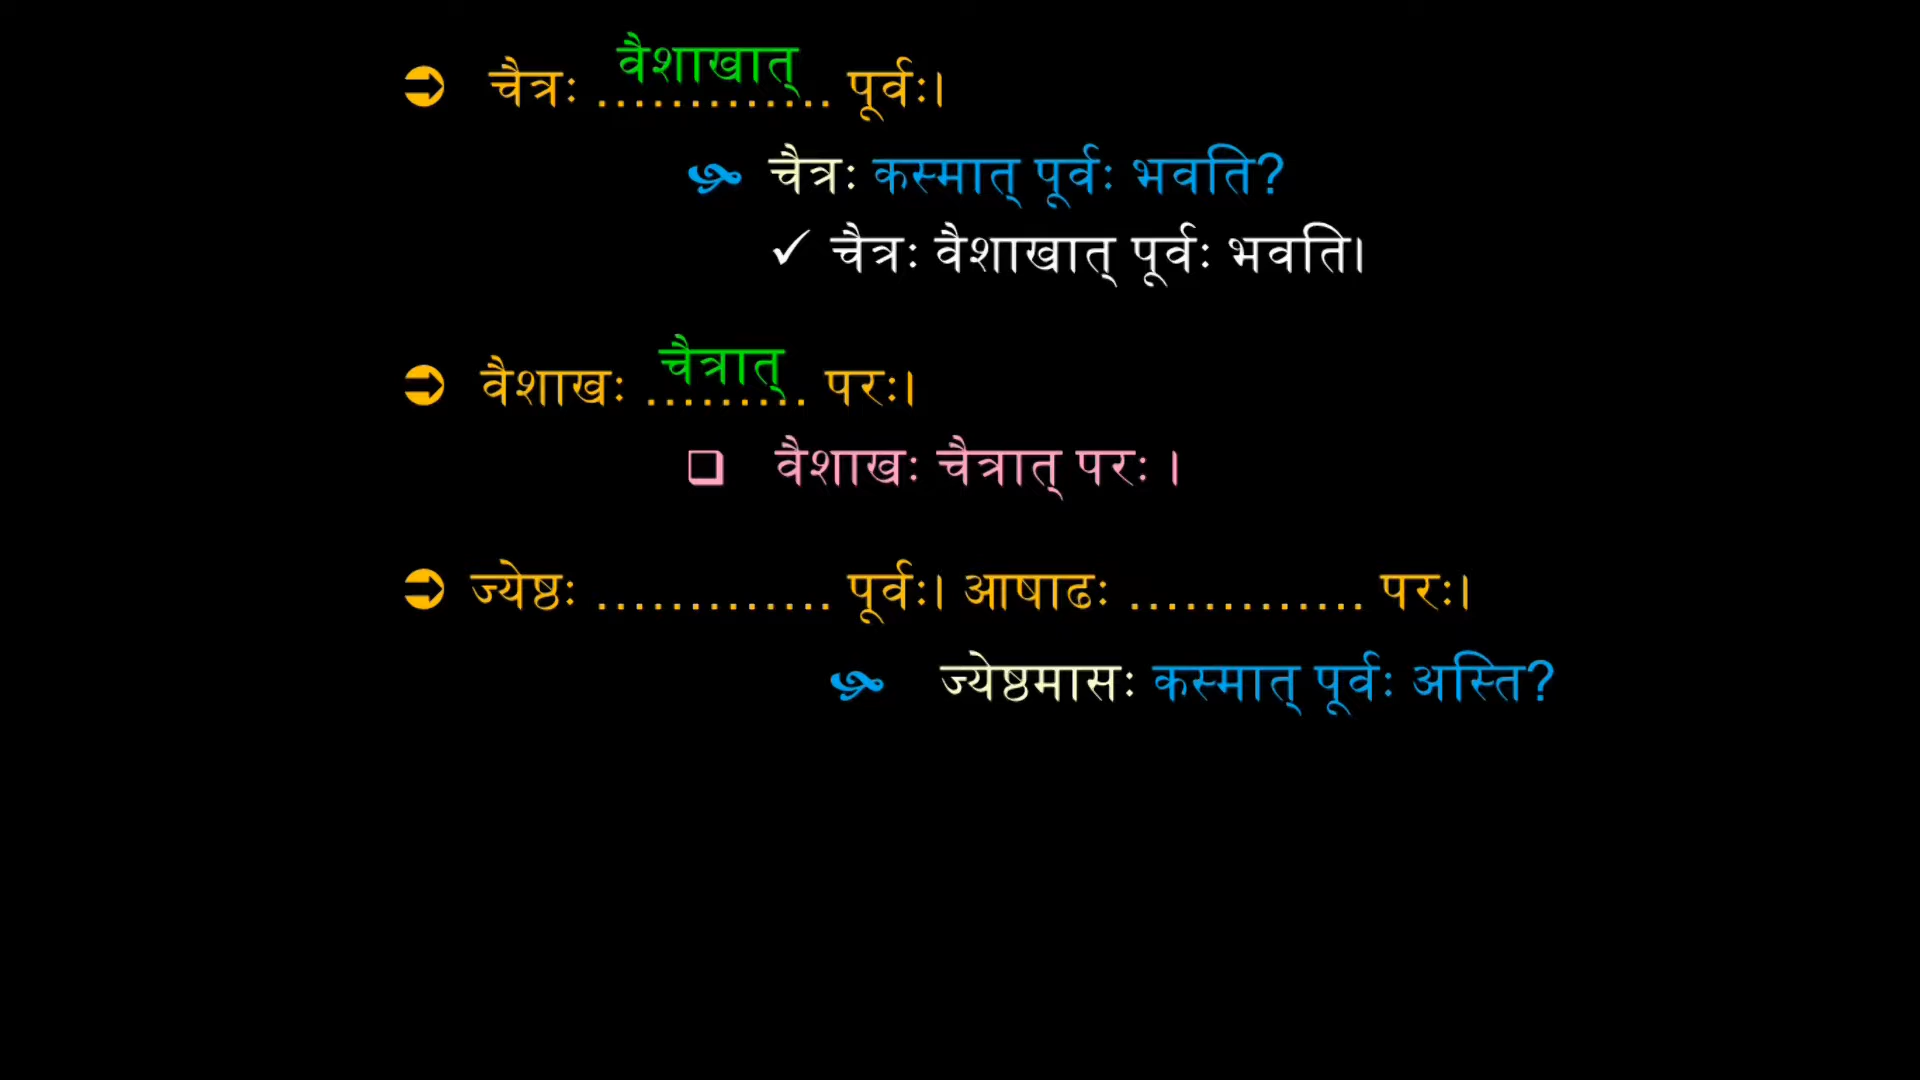 ➲ चैत्रः ............. पूर्वः।
वैशाखात्
चैत्रः कस्मात् पूर्वः भवति?
✓ चैत्रः वैशाखात् पूर्वः भवति।
➲ वैशाखः ......... परः।
चैत्रात्
❑ वैशाखः चैत्रात् परः ।
➲ ज्येष्ठः ............. पूर्वः। आषाढः ............. परः।
ज्येष्ठमासः कस्मात् पूर्वः अस्ति?